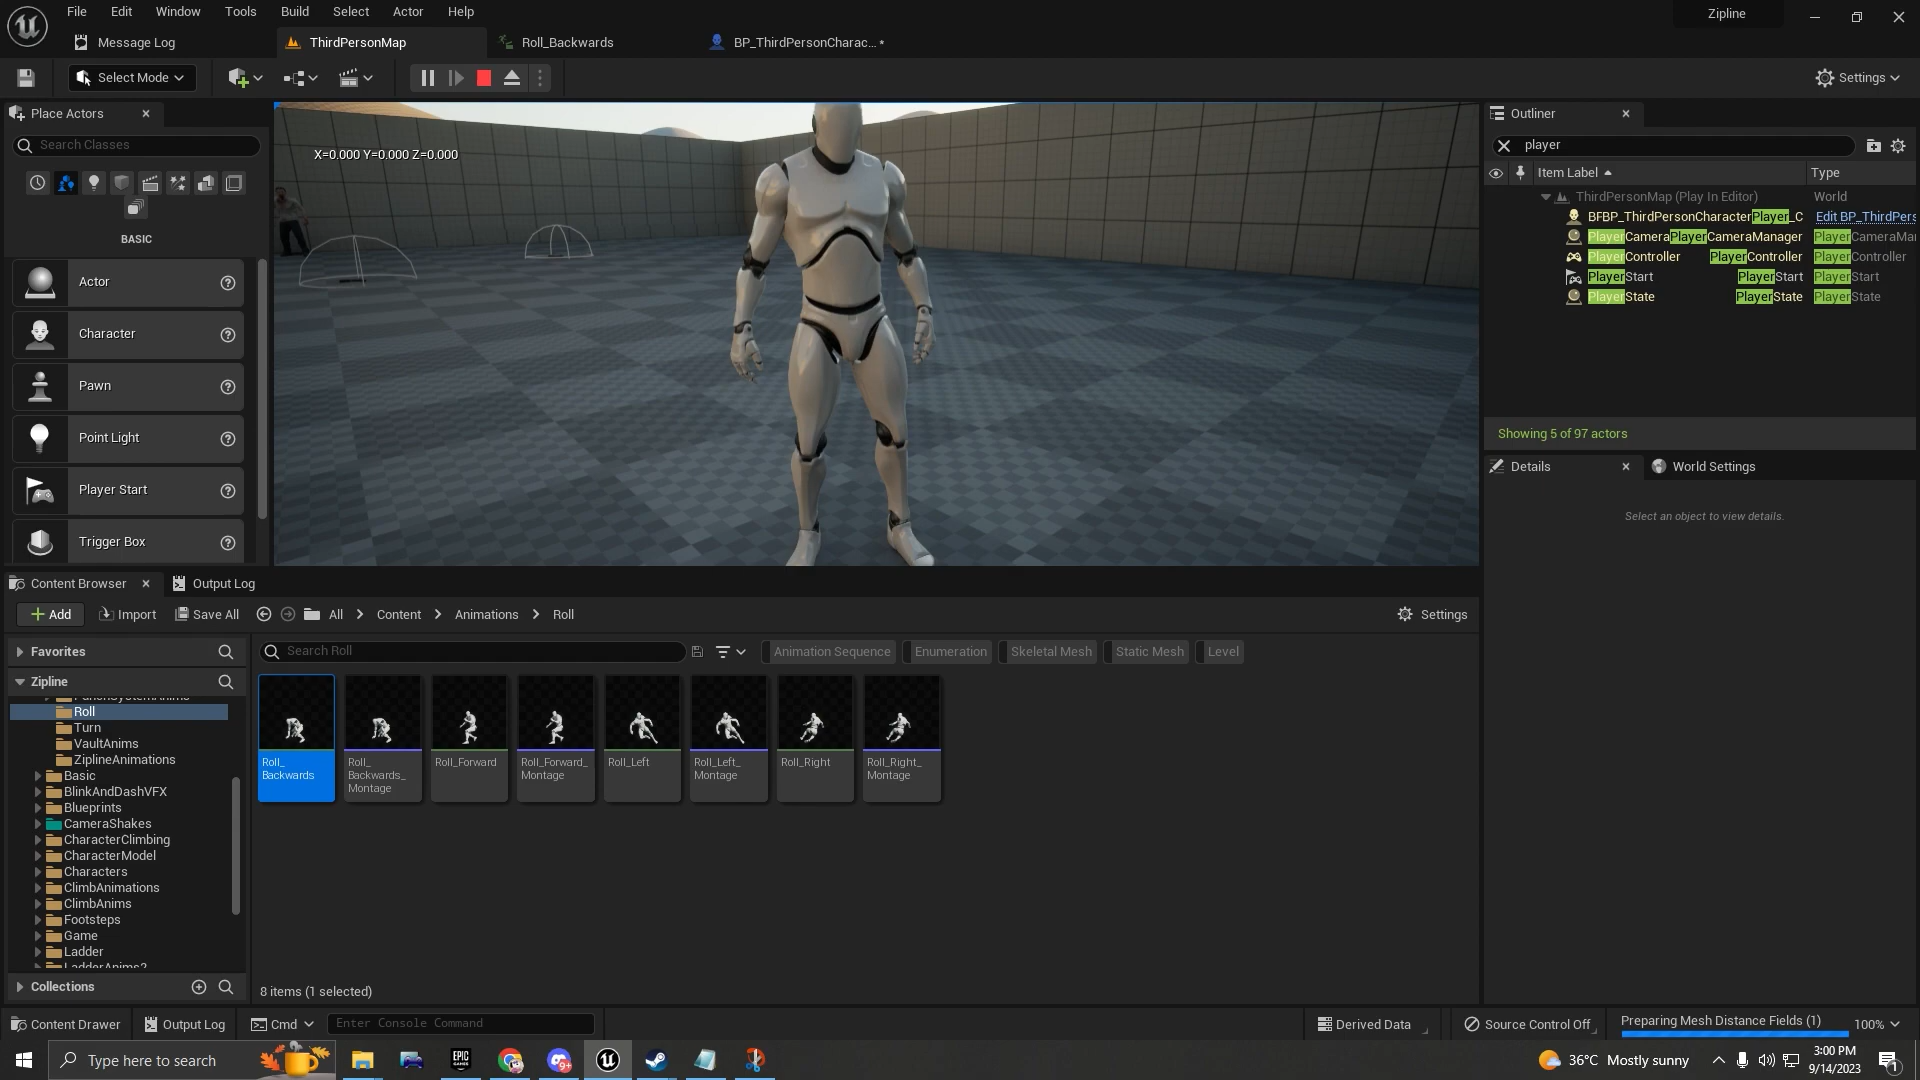 File Edit Window Tools Build Select Actor Help
Zipline
Message Log
ThirdPersonMap
Roll_Backwards
BP_ThirdPersonCharac... *
Select Mode
Settings
Place Actors
Search Classes
BASIC
Actor
Character
Pawn
Point Light
Player Start
Trigger Box
X=0.000 Y=0.000 Z=0.000
Outliner
player
Item Label
Type
ThirdPersonMap (Play In Editor)
World
BFBP_ThirdPersonCharacterPlayer_C
Edit BP_ThirdPers
PlayerCameraPlayerCameraManager
PlayerCameraMa
PlayerController
PlayerController
PlayerController
PlayerStart
PlayerStart
PlayerStart
PlayerState
PlayerState
PlayerState
Showing 5 of 97 actors
Details
World Settings
Select an object to view details.
Content Browser
Output Log
Add
Import
Save All
All
Content
Animations
Roll
Settings
Favorites
Zipline
Roll
Turn
VaultAnims
ZiplineAnimations
Basic
BlinkAndDashVFX
Blueprints
CameraShakes
CharacterClimbing
CharacterModel
Characters
ClimbAnimations
ClimbAnims
Footsteps
Game
Ladder
LadderAnims2
Collections
Search Roll
Animation Sequence
Enumeration
Skeletal Mesh
Static Mesh
Level
Roll_
Backwards
Roll_
Backwards_
Montage
Roll_Forward
Roll_Forward_
Montage
Roll_Left
Roll_Left_
Montage
Roll_Right
Roll_Right_
Montage
8 items (1 selected)
Content Drawer
Output Log
Cmd
Enter Console Command
Derived Data
Source Control Off
Preparing Mesh Distance Fields (1)
100%
Type here to search
EPIC
GAMES
9+
36°C Mostly sunny
3:00 PM
9/14/2023
1